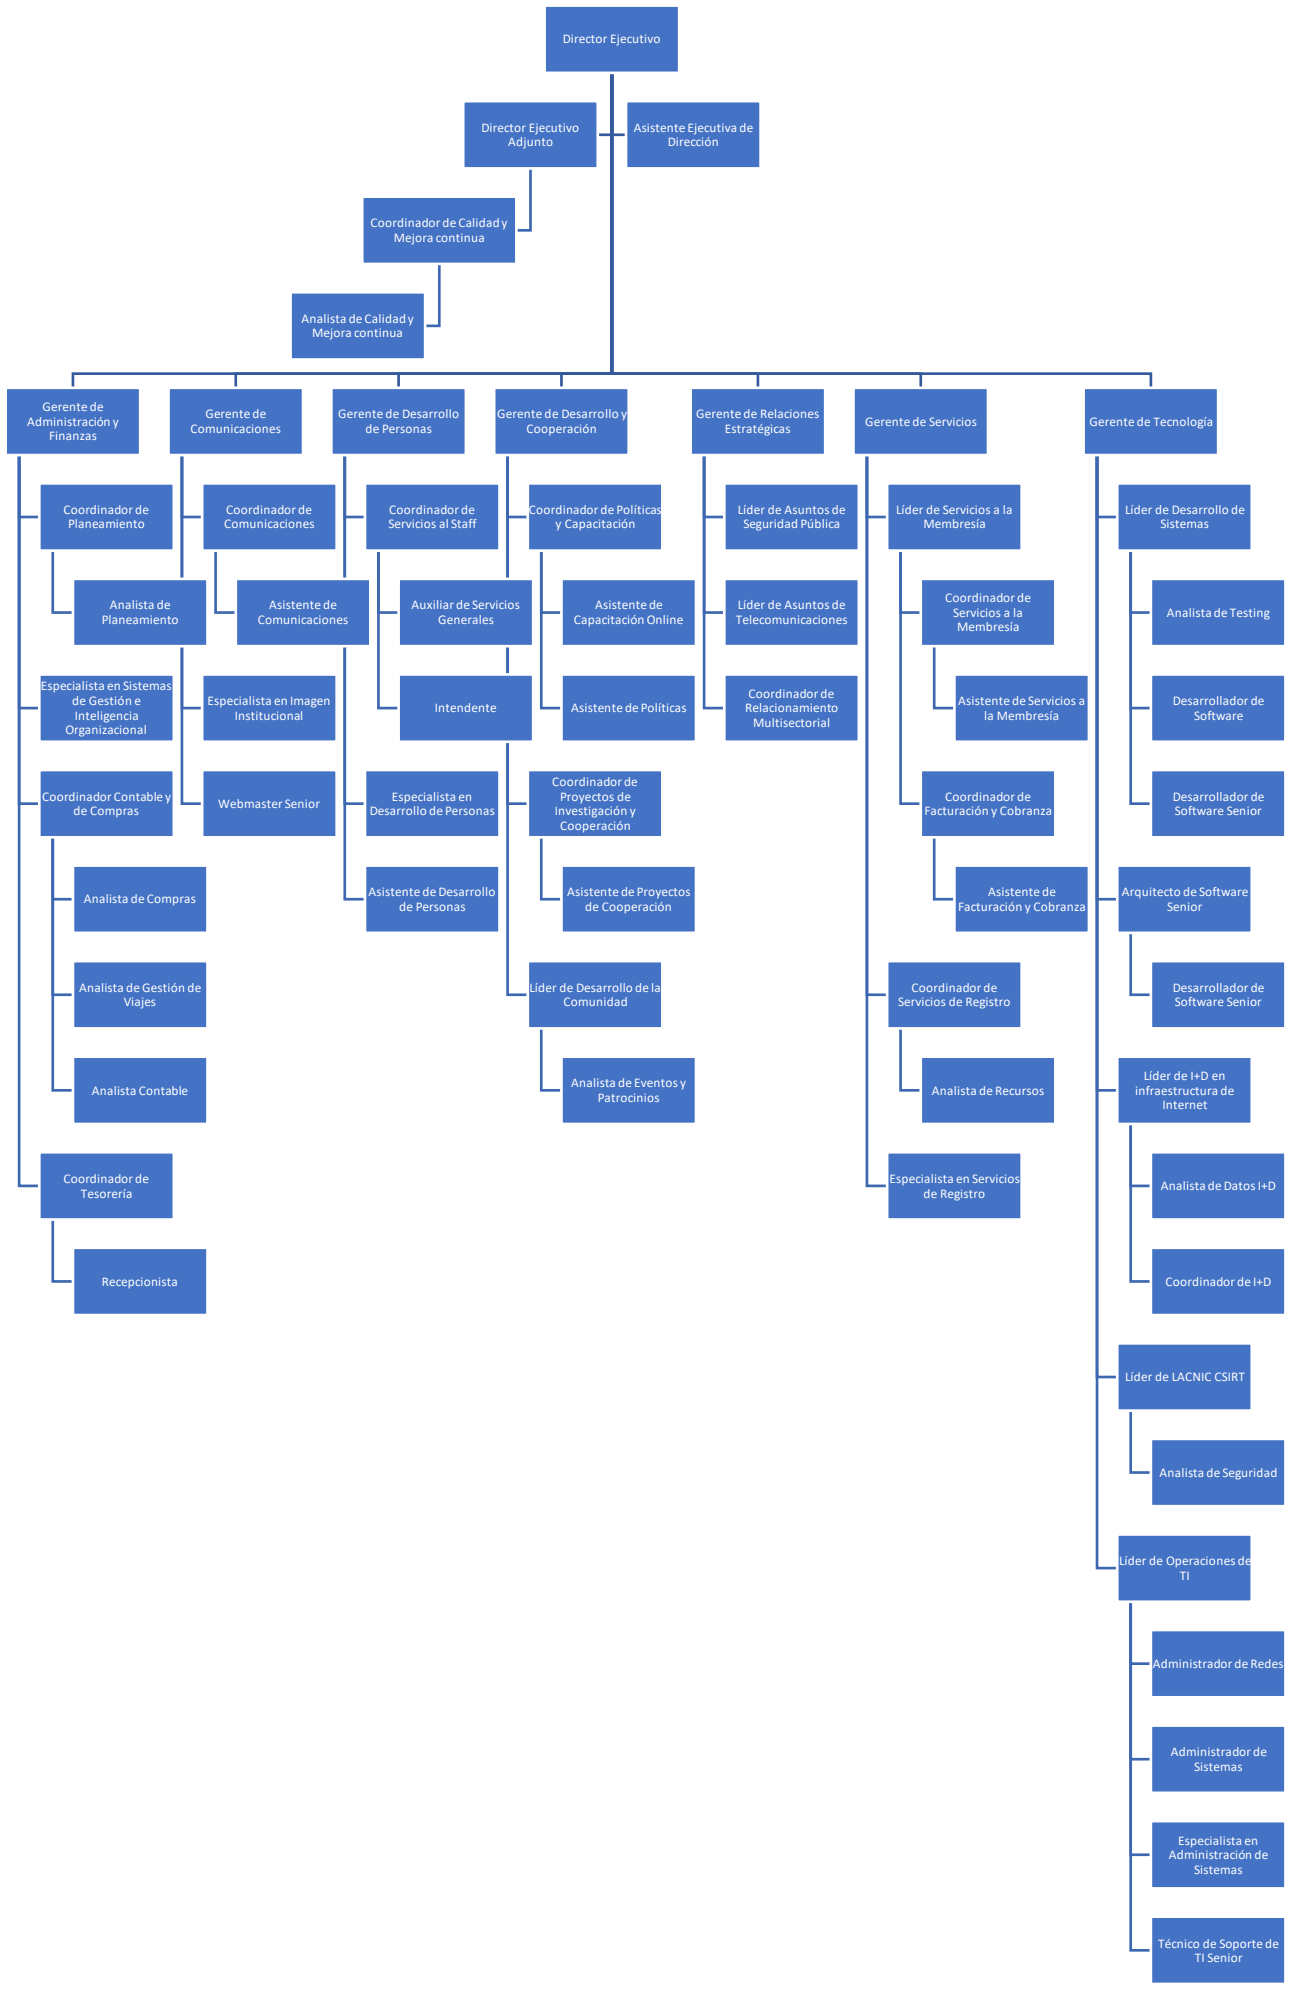 Director Ejecutivo
Director Ejecutivo
Adjunto
Asistente Ejecutiva de
Dirección
Coordinador de Calidad y
Mejora continua
Analista de Calidad y
Mejora continua
Gerente de
Administración y
Finanzas
Coordinador de
Planeamiento
Analista de
Planeamiento
Especialista en Sistemas
de Gestión e
Inteligencia
Organizacional
Coordinador Contable y
de Compras
Analista de Compras
Analista de Gestión de
Viajes
Analista Contable
Coordinador de
Tesorería
Recepcionista
Gerente de
Comunicaciones
Coordinador de
Comunicaciones
Asistente de
Comunicaciones
Especialista en Imagen
Institucional
Webmaster Senior
Gerente de Desarrollo
de Personas
Coordinador de
Servicios al Staff
Auxiliar de Servicios
Generales
Intendente
Especialista en
Desarrollo de Personas
Asistente de Desarrollo
de Personas
Gerente de Desarrollo y
Cooperación
Coordinador de Políticas
y Capacitación
Asistente de
Capacitación Online
Asistente de Políticas
Coordinador de
Proyectos de
Investigación y
Cooperación
Asistente de Proyectos
de Cooperación
Líder de Desarrollo de la
Comunidad
Analista de Eventos y
Patrocinios
Gerente de Relaciones
Estratégicas
Líder de Asuntos de
Seguridad Pública
Líder de Asuntos de
Telecomunicaciones
Coordinador de
Relacionamiento
Multisectorial
Gerente de Servicios
Líder de Servicios a la
Membresía
Coordinador de
Servicios a la
Membresía
Asistente de Servicios a
la Membresía
Coordinador de
Facturación y Cobranza
Asistente de
Facturación y Cobranza
Coordinador de
Servicios de Registro
Analista de Recursos
Especialista en Servicios
de Registro
Gerente de Tecnología
Líder de Desarrollo de
Sistemas
Analista de Testing
Desarrollador de
Software
Desarrollador de
Software Senior
Arquitecto de Software
Senior
Desarrollador de
Software Senior
Líder de I+D en
infraestructura de
Internet
Analista de Datos I+D
Coordinador de I+D
Líder de LACNIC CSIRT
Analista de Seguridad
Líder de Operaciones de
TI
Administrador de Redes
Administrador de
Sistemas
Especialista en
Administración de
Sistemas
Técnico de Soporte de
TI Senior